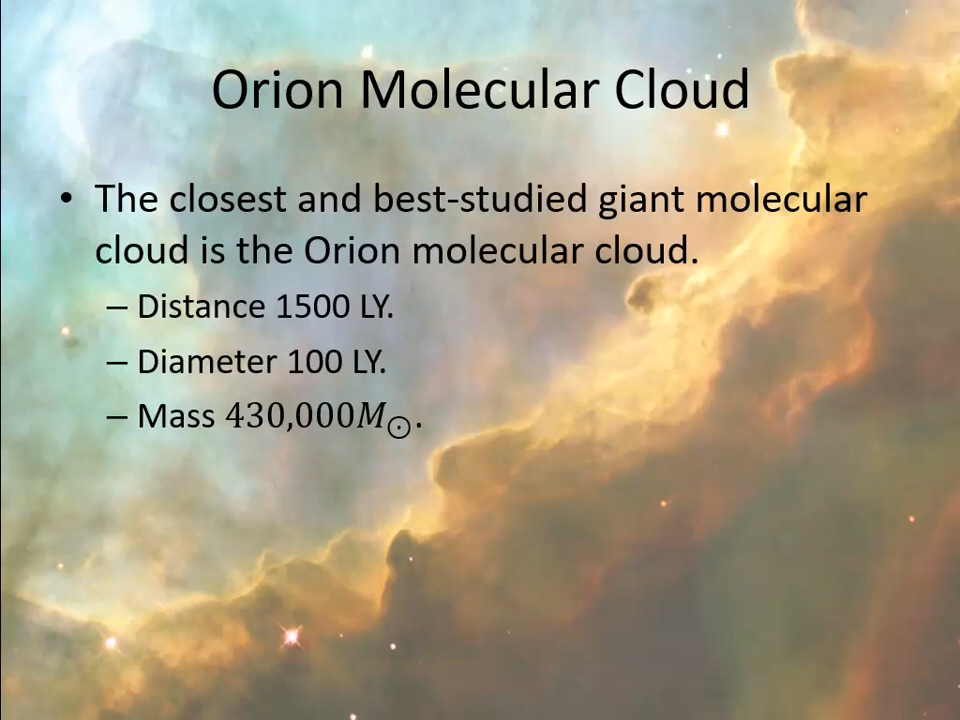 Orion Molecular Cloud
• The closest and best-studied giant molecular
cloud is the Orion molecular cloud.
– Distance 1500 LY.
– Diameter 100 LY.
– Mass 430,000M☉.